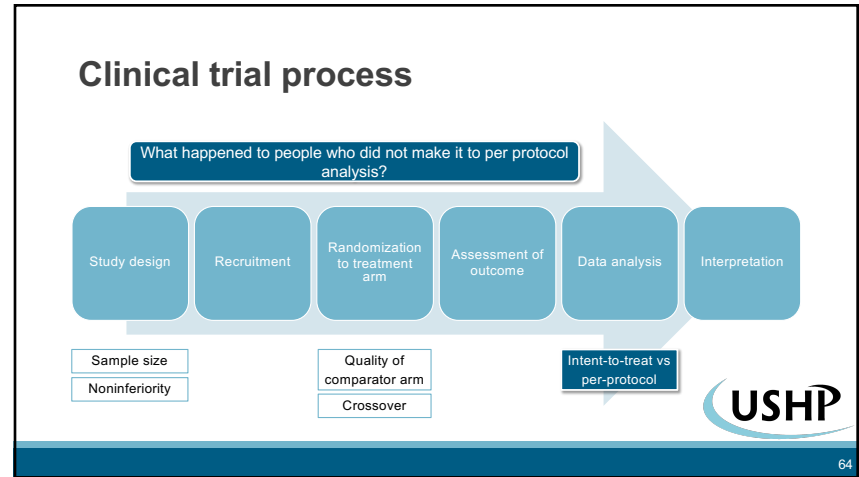 Clinical trial process
What happened to people who did not make it to per protocol
analysis?
Study design
Recruitment
Randomization
to treatment
arm
Assessment of
outcome
Data analysis
Interpretation
Sample size
Noninferiority
Quality of
comparator arm
Crossover
Intent-to-treat vs
per-protocol
USHP
64